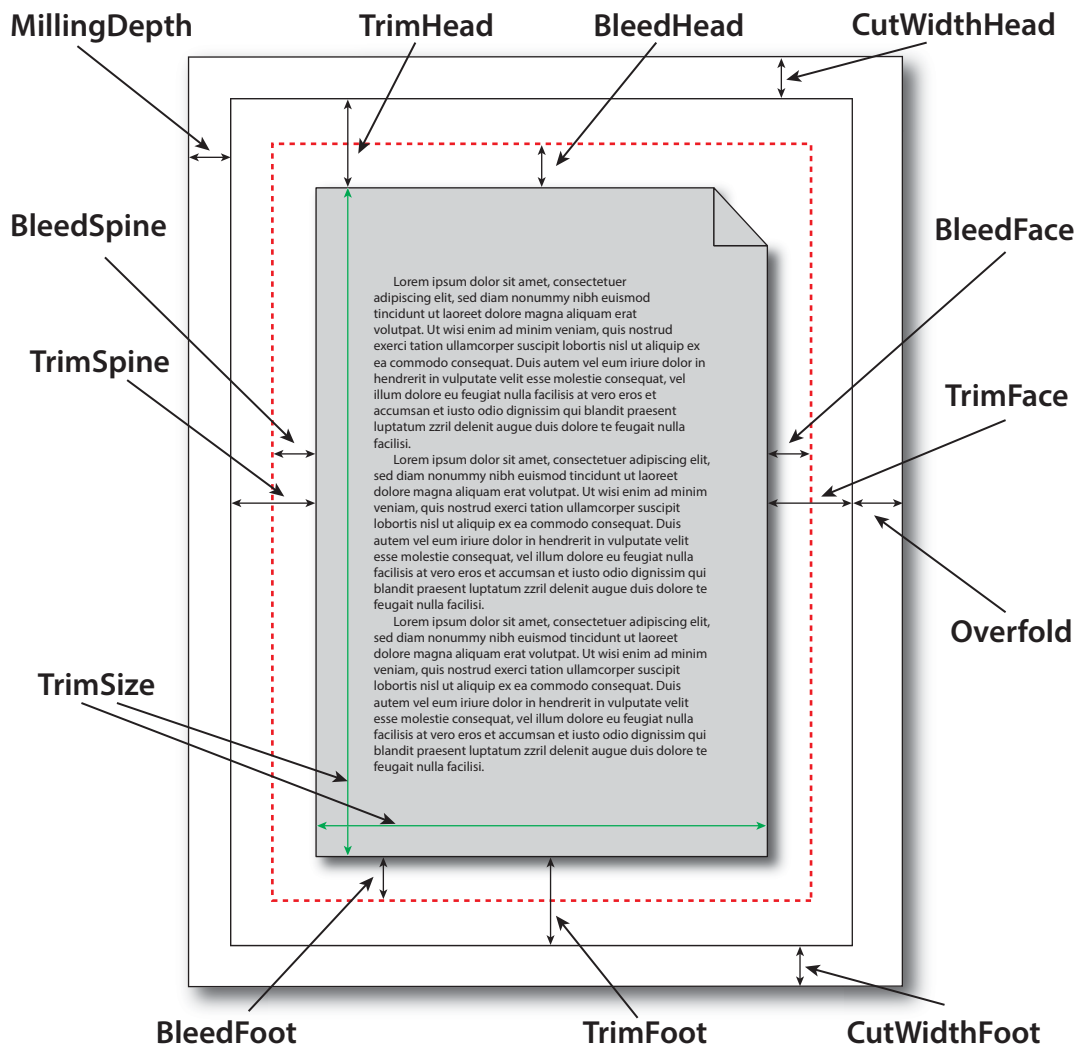 MillingDepth
TrimHead
BleedHead
CutWidthHead
BleedSpine
BleedFace
TrimSpine
TrimFace
Lorem ipsum dolor sit amet, consectetuer
adipiscing elit, sed diam nonummy nibh euismod
tincidunt ut laoreet dolore magna aliquam erat
volutpat. Ut wisi enim ad minim veniam, quis nostrud
exerci tation ullamcorper suscipit lobortis nisl ut aliquip ex
ea commodo consequat. Duis autem vel eum iriure dolor in
hendrerit in vulputate velit esse molestie consequat, vel
illum dolore eu feugiat nulla facilisis at vero eros et
accumsan et iusto odio dignissim qui blandit praesent
luptatum zzril delenit augue duis dolore te feugait nulla
facilisi.
Lorem ipsum dolor sit amet, consectetuer adipiscing elit,
sed diam nonummy nibh euismod tincidunt ut laoreet
dolore magna aliquam erat volutpat. Ut wisi enim ad minim
veniam, quis nostrud exerci tation ullamcorper suscipit
lobortis nisl ut aliquip ex ea commodo consequat. Duis
autem vel eum iriure dolor in hendrerit in vulputate velit
esse molestie consequat, vel illum dolore eu feugiat nulla
facilisis at vero eros et accumsan et iusto odio dignissim qui
blandit praesent luptatum zzril delenit augue duis dolore te
feugait nulla facilisi.
Lorem ipsum dolor sit amet, consectetuer adipiscing elit,
sed diam nonummy nibh euismod tincidunt ut laoreet
dolore magna aliquam erat volutpat. Ut wisi enim ad minim
veniam, quis nostrud exerci tation ullamcorper suscipit
lobortis nisl ut aliquip ex ea commodo consequat. Duis
autem vel eum iriure dolor in hendrerit in vulputate velit
esse molestie consequat, vel illum dolore eu feugiat nulla
facilisis at vero eros et accumsan et iusto odio dignissim qui
blandit praesent luptatum zzril delenit augue duis dolore te
feugait nulla facilisi.
Overfold
TrimSize
BleedFoot
TrimFoot
CutWidthFoot